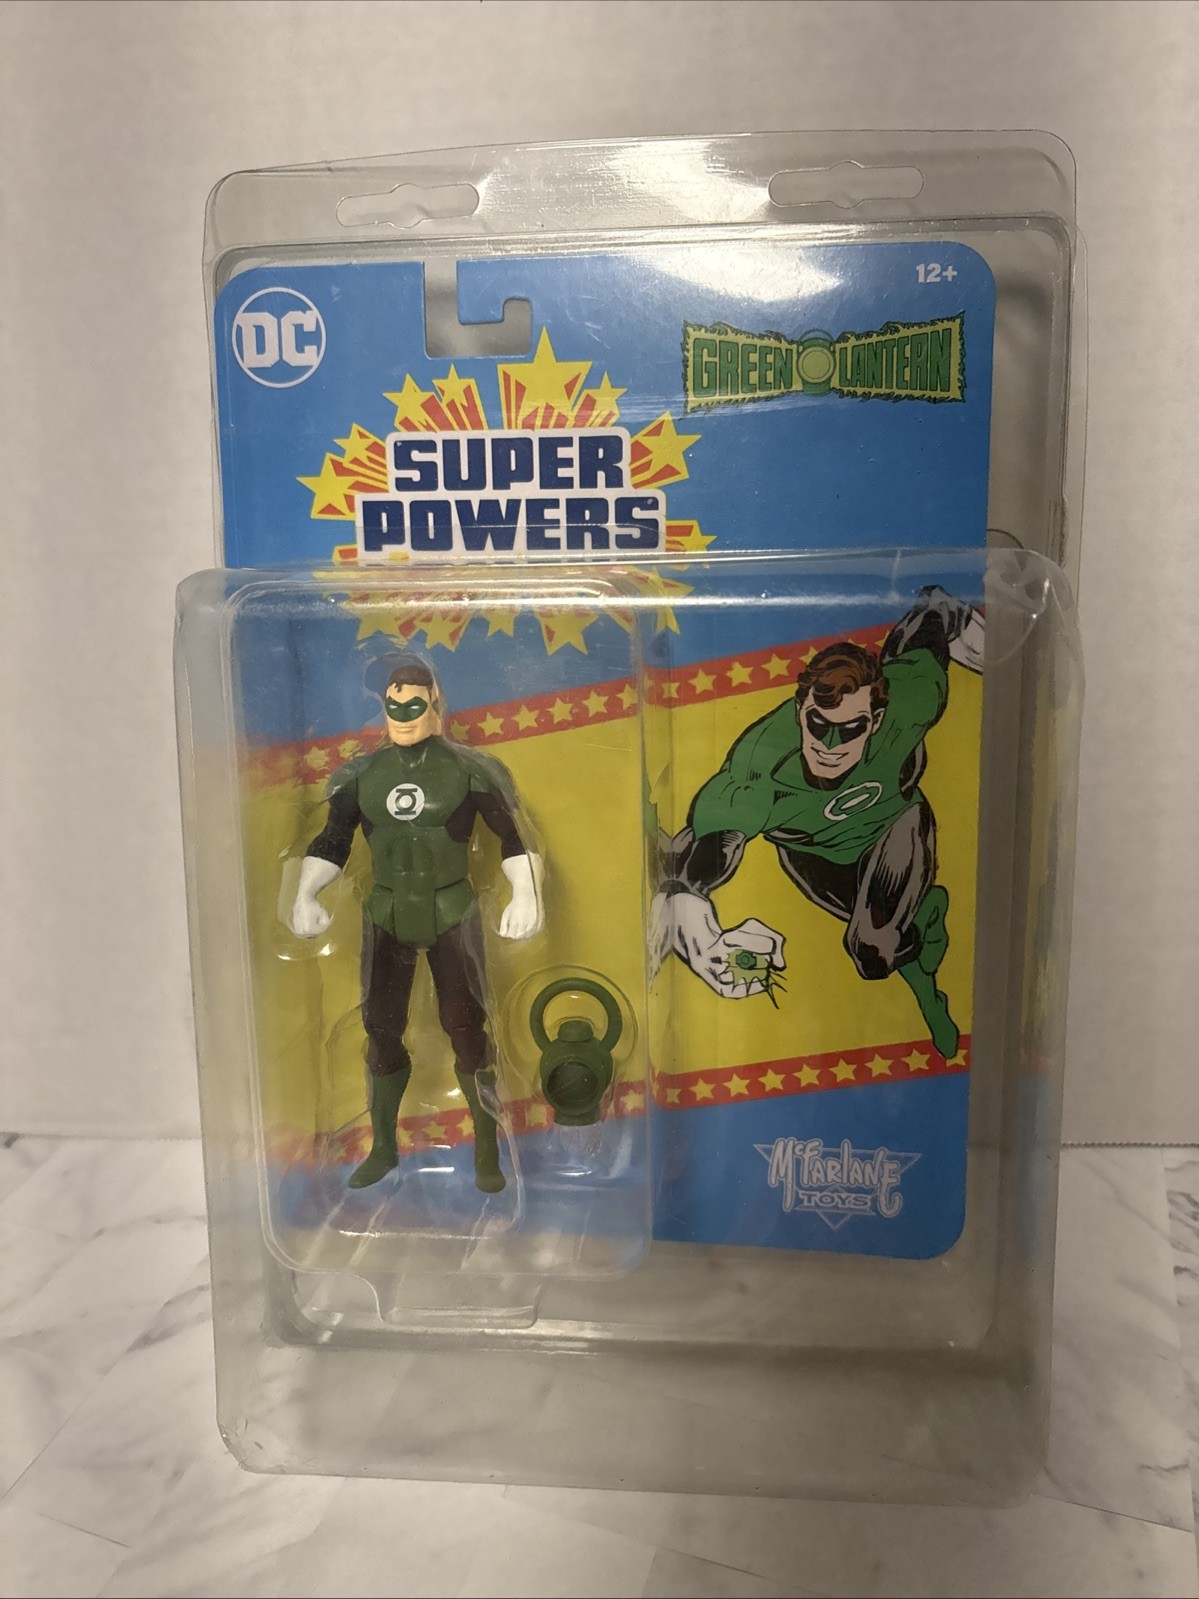 DC
12+
GREEN LANTERN
SUPER
POWERS
McFARLANE
TOYS